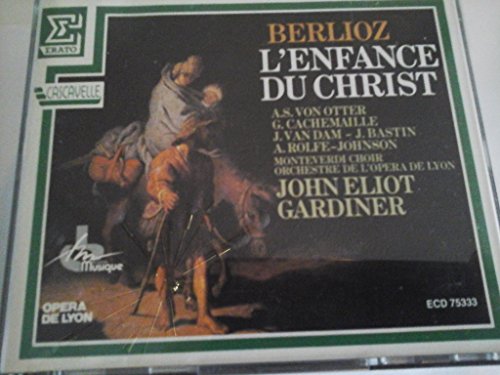 ERATO
CASCAVELLE
BERLIOZ
L'ENFANCE
DU CHRIST
A.S. VON OTTER
G. CACHEMAILLE
J. VAN DAM – J. BASTIN
A. ROLFE-JOHNSON
MONTEVERDI CHOIR
ORCHESTRE DE L'OPERA DE LYON
JOHN ELIOT
GARDINER
Musique
OPERA
DE LYON
ECD 75333